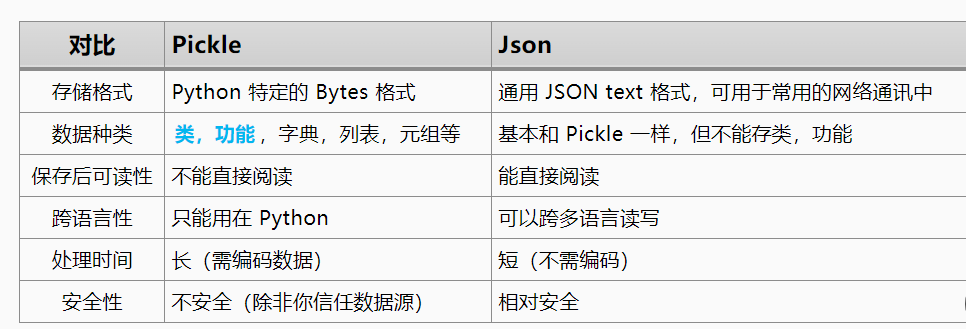 对比 Pickle Json
存储格式 Python 特定的 Bytes 格式 通用 JSON text 格式，可用于常用的网络通讯中
数据种类 类，功能，字典，列表，元组等 基本和 Pickle 一样，但不能存类，功能
保存后可读性 不能直接阅读 能直接阅读
跨语言性 只能用在 Python 可以跨多语言读写
处理时间 长（需编码数据） 短（不需编码）
安全性 不安全（除非你信任数据源） 相对安全